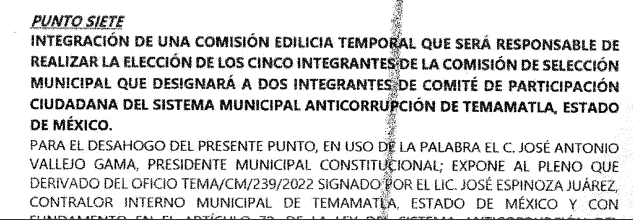 PUNTO SIETE
INTEGRACIÓN DE UNA COMISIÓN EDILICIA TEMPORAL QUE SERÁ RESPONSABLE DE
REALIZAR LA ELECCIÓN DE LOS CINCO INTEGRANTES DE LA COMISIÓN DE SELECCIÓN
MUNICIPAL QUE DESIGNARÁ A DOS INTEGRANTES DE COMITÉ DE PARTICIPACIÓN
CIUDADANA DEL SISTEMA MUNICIPAL ANTICORRUPCIÓN DE TEMAMATLA, ESTADO
DE MÉXICO.
PARA EL DESAHOGO DEL PRESENTE PUNTO, EN USO DE LA PALABRA EL C. JOSÉ ANTONIO
VALLEJO GAMA, PRESIDENTE MUNICIPAL CONSTITUCIONAL; EXPONE AL PLENO QUE
DERIVADO DEL OFICIO TEMA/CM/239/2022 SIGNADO POR EL LIC. JOSÉ ESPINOZA JUÁREZ,
CONTRALOR INTERNO MUNICIPAL DE TEMAMATLA, ESTADO DE MÉXICO Y CON